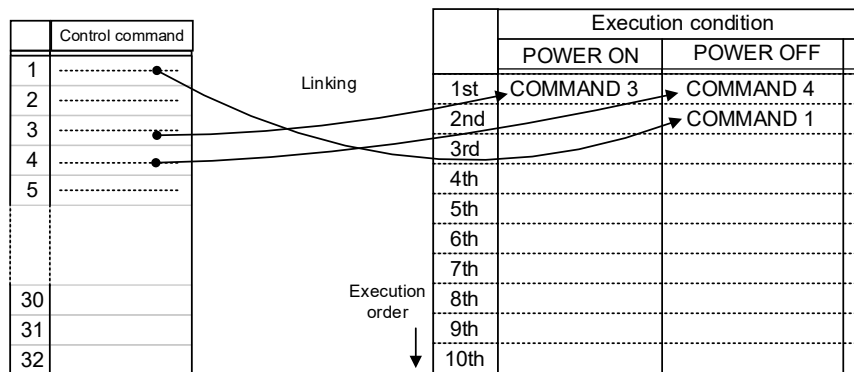 Control command
1
2
3
4
5
30
31
32
Linking
Execution order
Execution condition
POWER ON POWER OFF
1st COMMAND 3 COMMAND 4
2nd COMMAND 1
3rd
4th
5th
6th
7th
8th
9th
10th